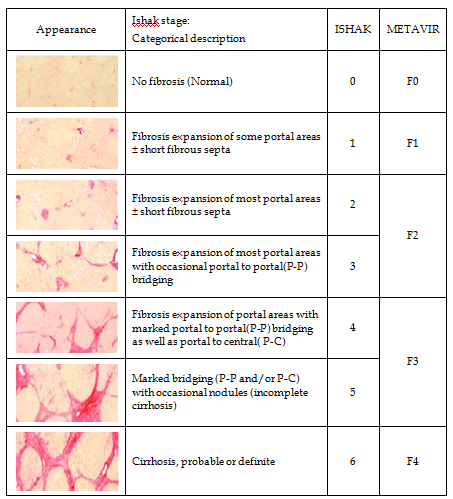 Appearance
Ishak stage:
Categorical description
ISHAK
METAVIR
No fibrosis (Normal)
0
F0
Fibrosis expansion of some portal areas
± short fibrous septa
1
F1
Fibrosis expansion of most portal areas
± short fibrous septa
2
F2
Fibrosis expansion of most portal areas
with occasional portal to portal(P-P)
bridging
3
Fibrosis expansion of portal areas with
marked portal to portal(P-P) bridging
as well as portal to central( P-C)
4
F3
Marked bridging (P-P and/or P-C)
with occasional nodules (incomplete
cirrhosis)
5
Cirrhosis, probable or definite
6
F4